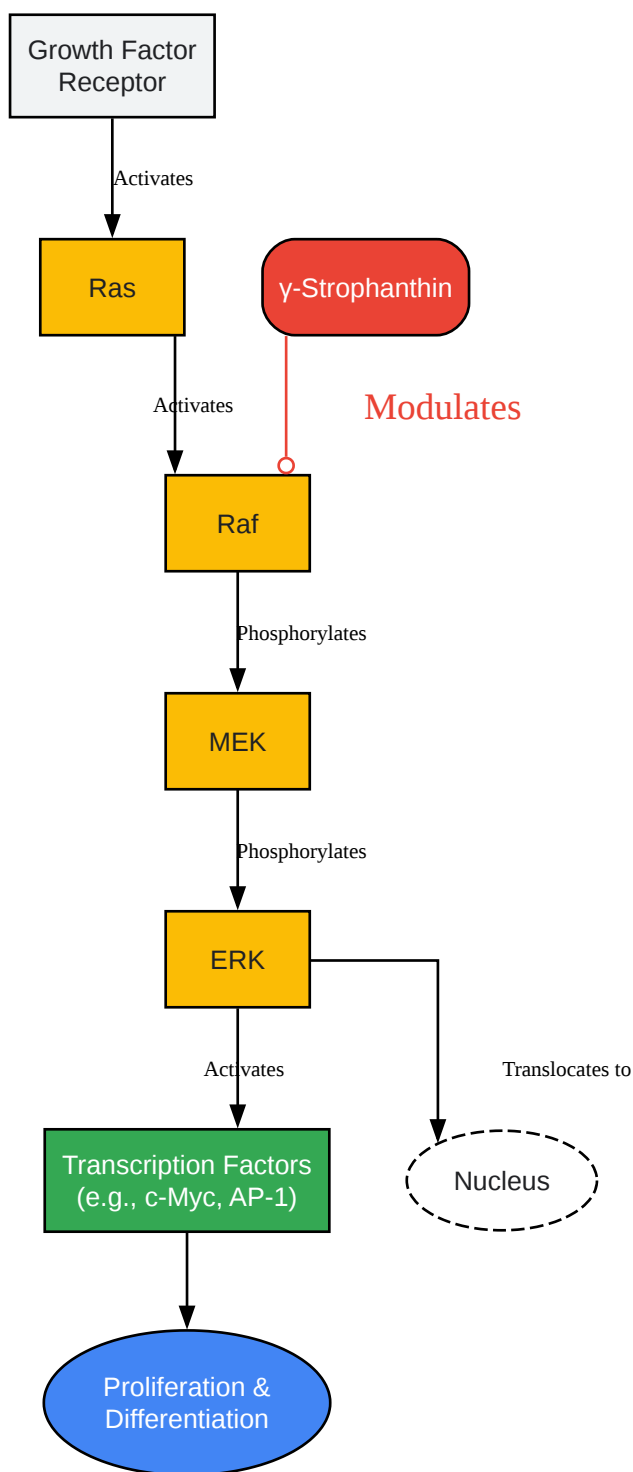 Growth Factor
Receptor
Activates
Ras
γ-Strophanthin
Activates
Modulates
Raf
Phosphorylates
MEK
Phosphorylates
ERK
Activates
Translocates to
Transcription Factors
(e.g., c-Myc, AP-1)
Nucleus
Proliferation &
Differentiation